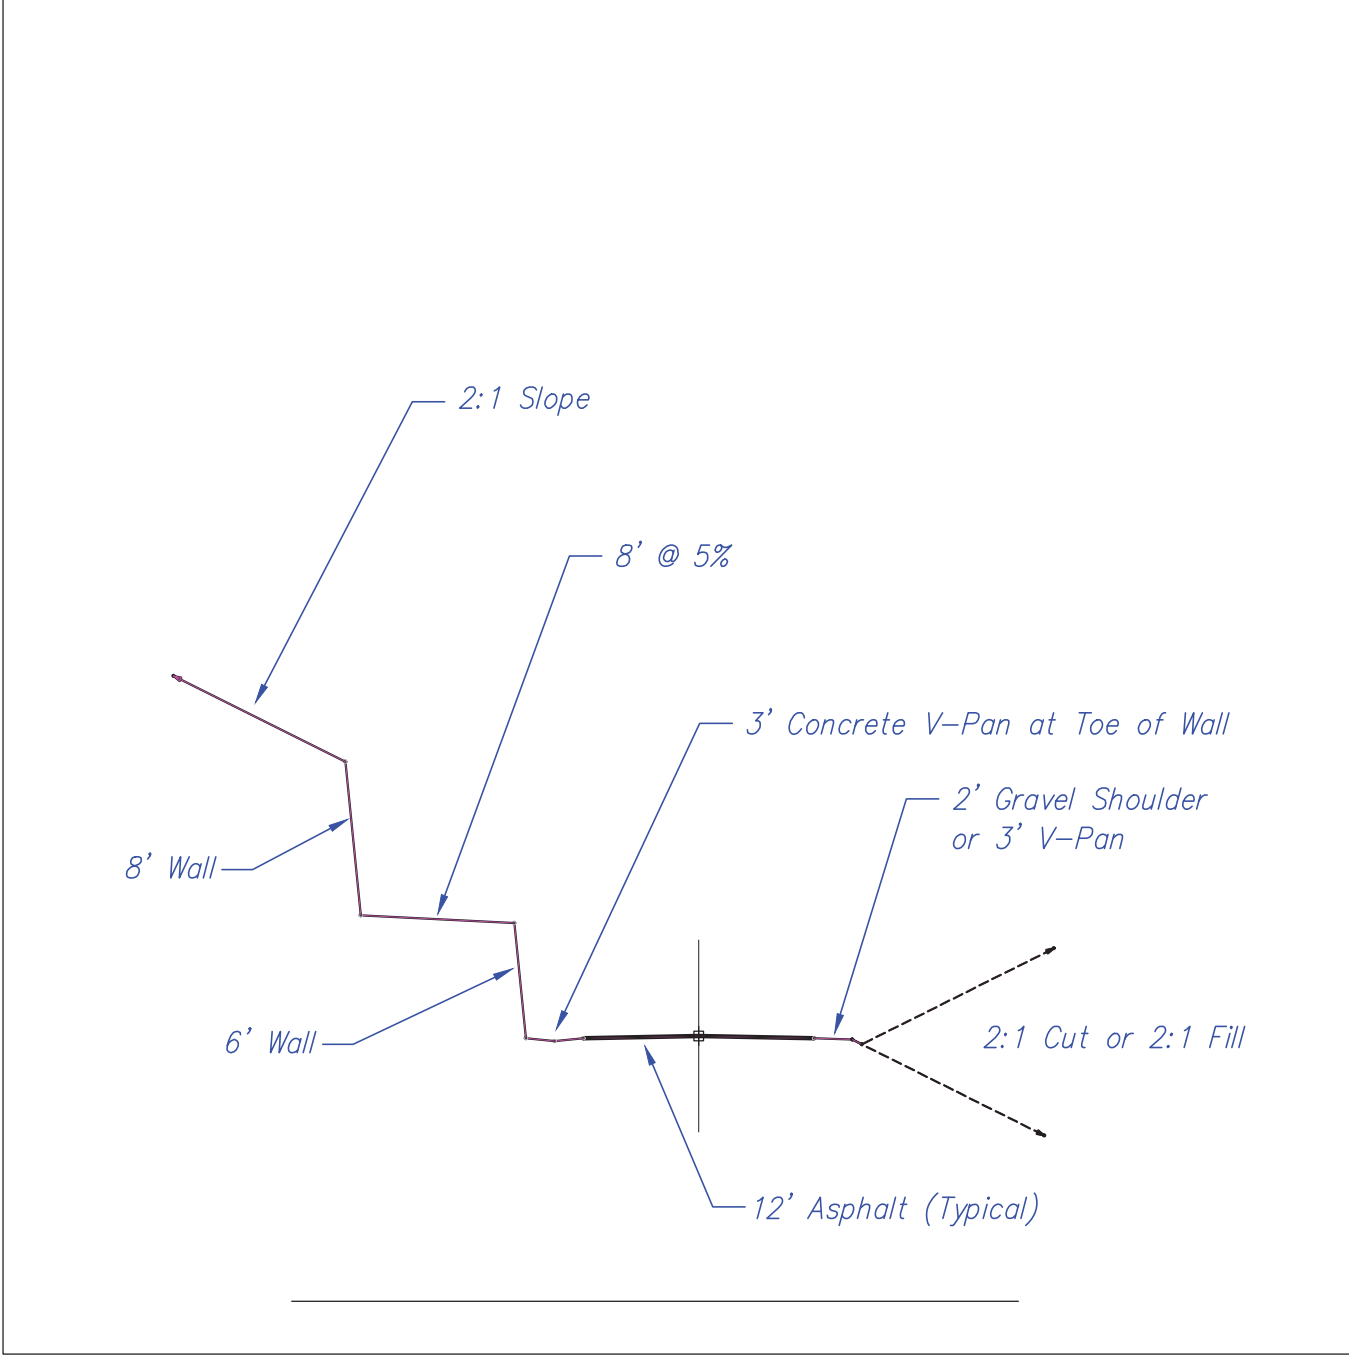 2:1 Slope
8' @ 5%
3' Concrete V-Pan at Toe of Wall
2' Gravel Shoulder
or 3' V-Pan
8' Wall
6' Wall
2:1 Cut or 2:1 Fill
12' Asphalt (Typical)